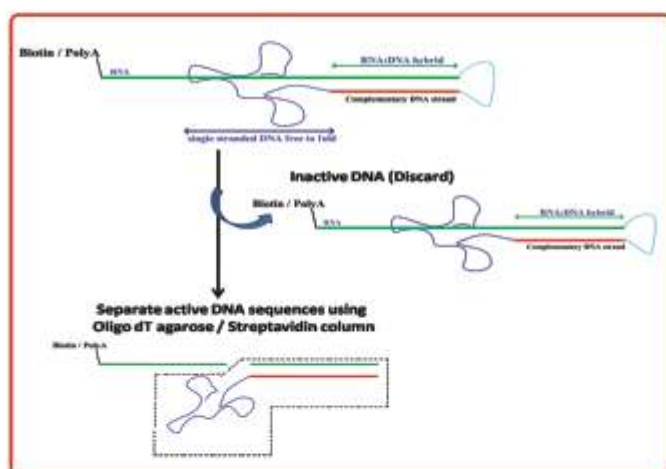 Biotin / PolyA
RNA
RNA:DNA hybrid
Complementary DNA strand
single stranded DNA free to fold
Inactive DNA (Discard)
Biotin / PolyA
RNA
RNA:DNA hybrid
Complementary DNA strand
Separate active DNA sequences using
Oligo dT agarose / Streptavidin column
Biotin / PolyA